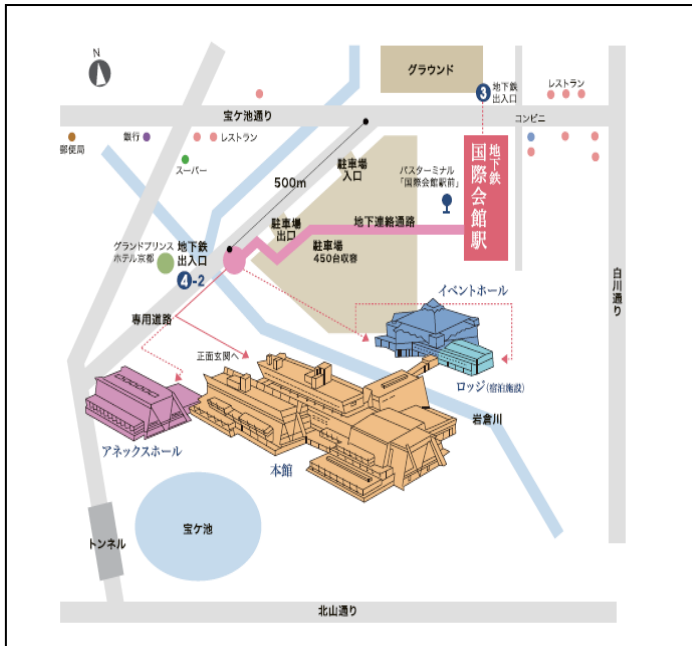 N
グラウンド
3
地下鉄
出入口
レストラン
宝ケ池通り
コンビニ
郵便局
銀行
レストラン
スーパー
500m
駐車場
入口
バスターミナル
「国際会館駅前」
地下鉄
国際会館駅
駐車場
出口
地下連絡通路
駐車場
450台収容
グランドプリンス
ホテル京都
地下鉄
出入口
4-2
白川通り
イベントホール
専用道路
正面玄関へ
ロッジ(宿泊施設)
岩倉川
アネックスホール
本館
宝ケ池
トンネル
北山通り